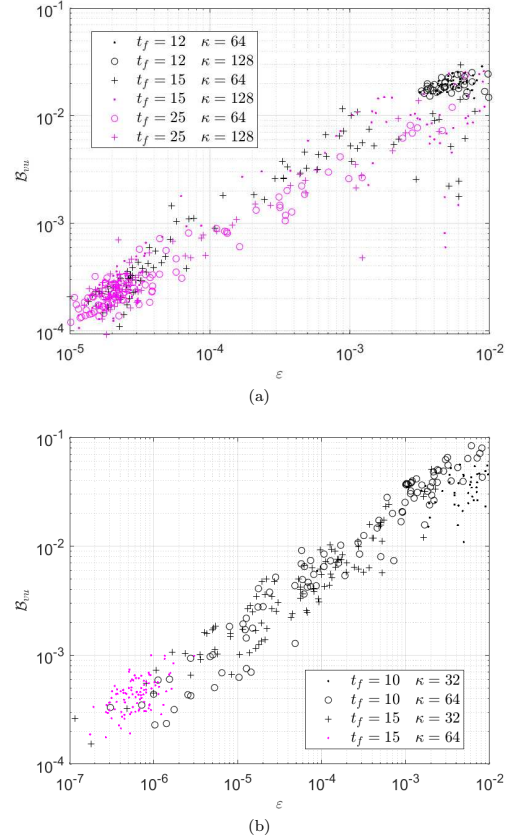 10^-1
t_f = 12 κ = 64
t_f = 12 κ = 128
t_f = 15 κ = 64
t_f = 15 κ = 128
t_f = 25 κ = 64
t_f = 25 κ = 128
10^-2
B_vu
10^-3
10^-4
10^-5 10^-4 10^-3 10^-2
ε
(a)
10^-1
10^-2
B_vu
10^-3
t_f = 10 κ = 32
t_f = 10 κ = 64
t_f = 15 κ = 32
t_f = 15 κ = 64
10^-4
10^-7 10^-6 10^-5 10^-4 10^-3 10^-2
ε
(b)